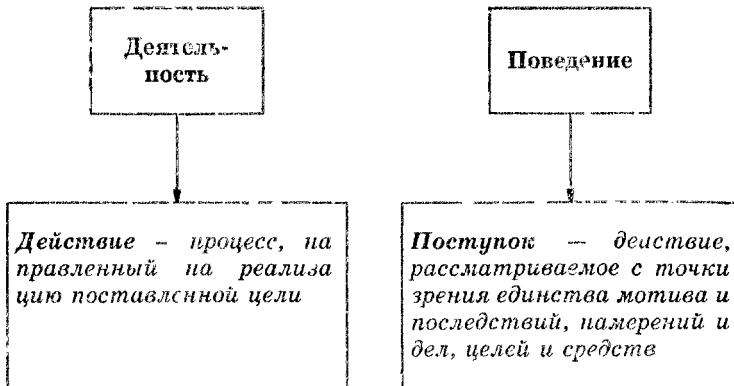 Деятель-
ность
Поведение
Действие – процесс, на
правленный на реализа
цию поставленной цели
Поступок — действие,
рассматриваемое с точки
зрения единства мотива и
последствий, намерений и
дел, целей и средств